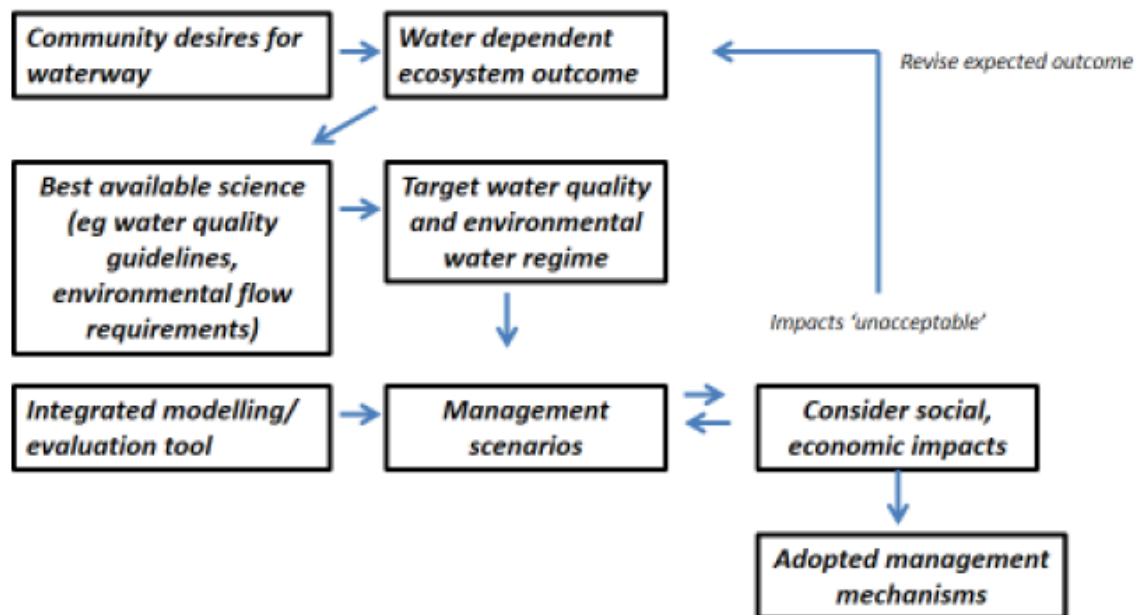 Community desires for
waterway
Water dependent
ecosystem outcome
Revise expected outcome
Best available science
(eg water quality
guidelines,
environmental flow
requirements)
Target water quality
and environmental
water regime
Impacts ‘unacceptable’
Integrated modelling/
evaluation tool
Management
scenarios
Consider social,
economic impacts
Adopted management
mechanisms